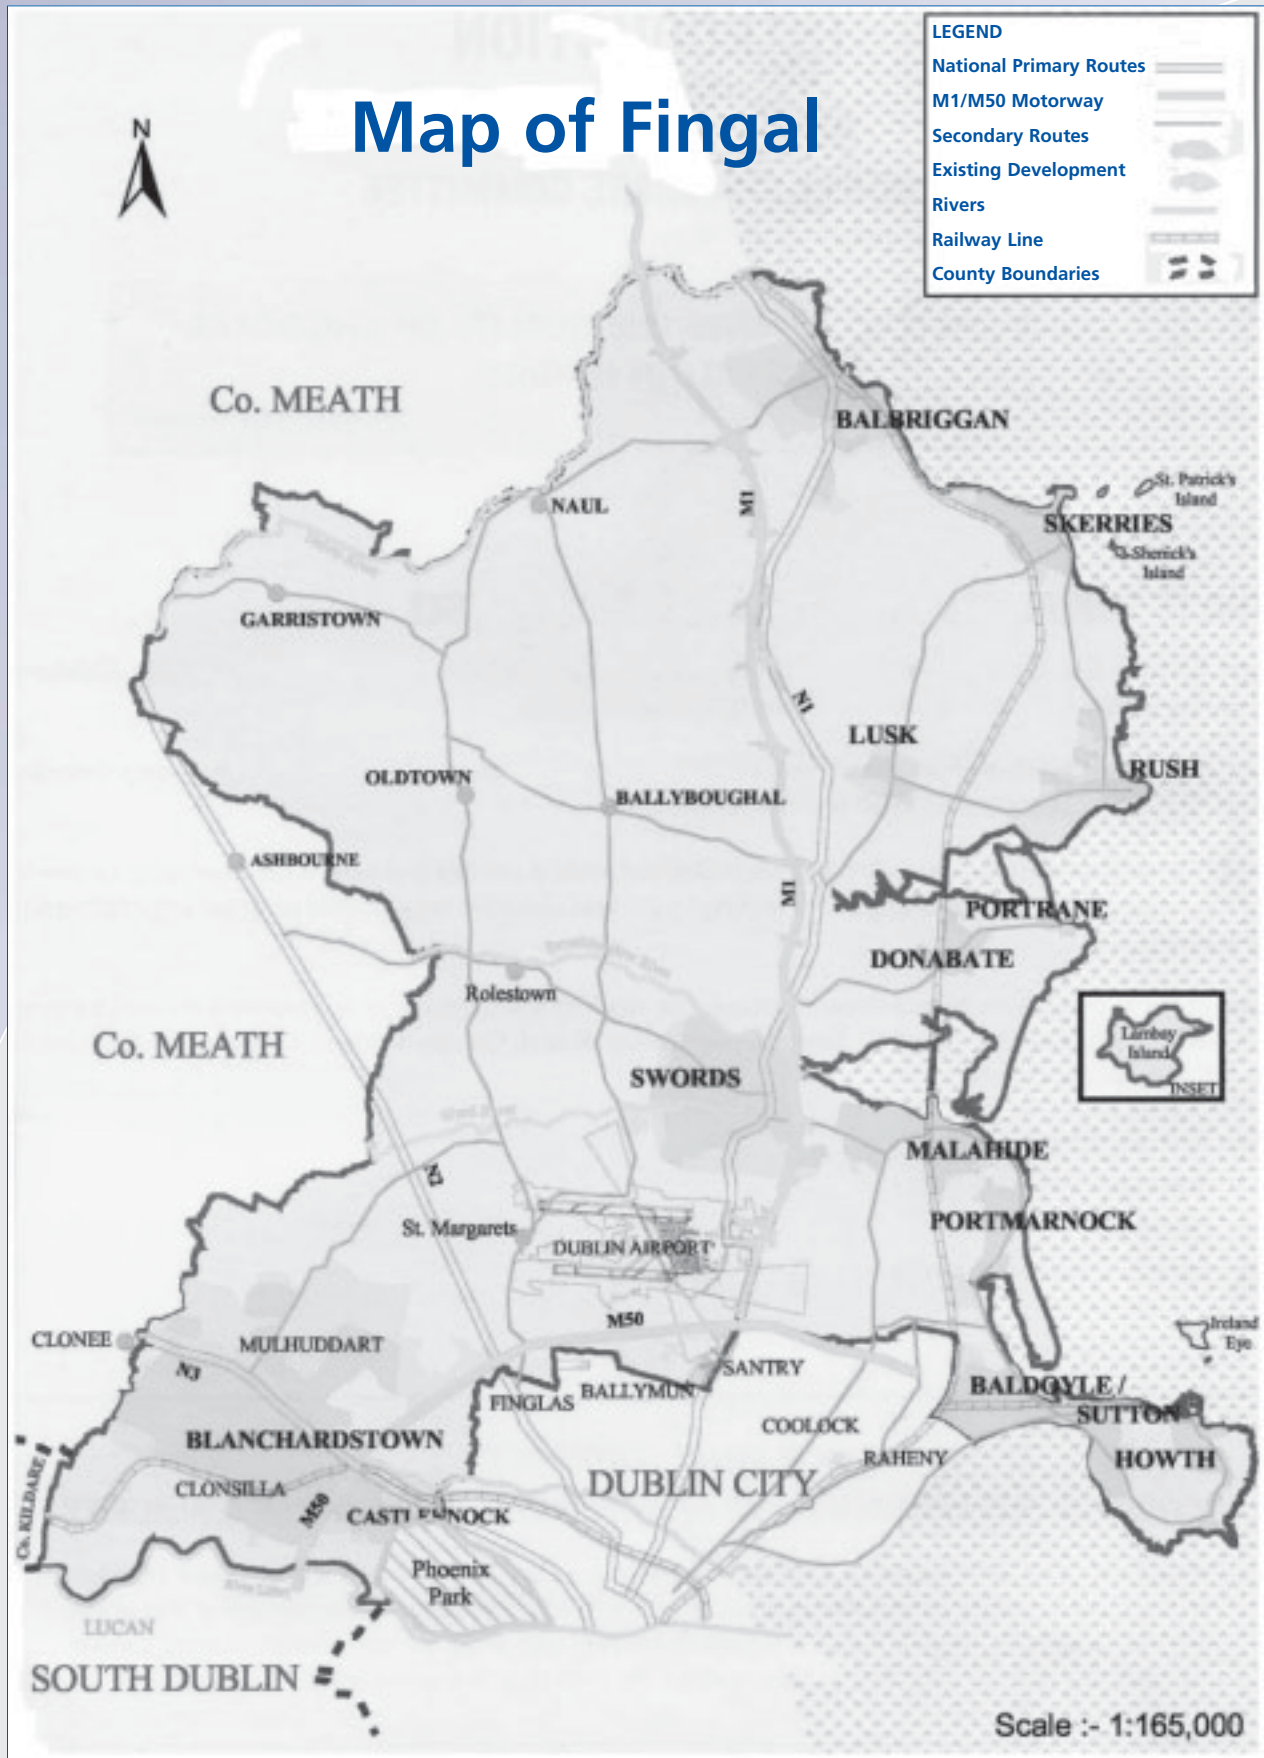 LEGEND
National Primary Routes
M1/M50 Motorway
Secondary Routes
Existing Development
Rivers
Railway Line
County Boundaries
Map of Fingal
N
Co. MEATH
BALBRIGGAN
St. Patrick's
Island
M1
NAUL
SKERRIES
Shenick's
Island
GARRISTOWN
N1
LUSK
RUSH
OLDTOWN
BALLYBOUGHAL
ASHBOURNE
M1
PORTRANE
DONABATE
Rolestown
Lambay
Island
INSET
Co. MEATH
SWORDS
MALAHIDE
N2
PORTMARNOCK
St. Margarets
DUBLIN AIRPORT
M50
Ireland
Eye
CLONEE
MULHUDDART
N3
SANTRY
BALLYMUN
FINGLAS
BALDOYLE /
SUTTON
COOLOCK
BLANCHARDSTOWN
RAHENY
HOWTH
DUBLIN CITY
CLONSILLA
Co. KILDARE
M50
CASTLEKNOCK
Phoenix
Park
LUCAN
SOUTH DUBLIN
Scale :- 1:165,000